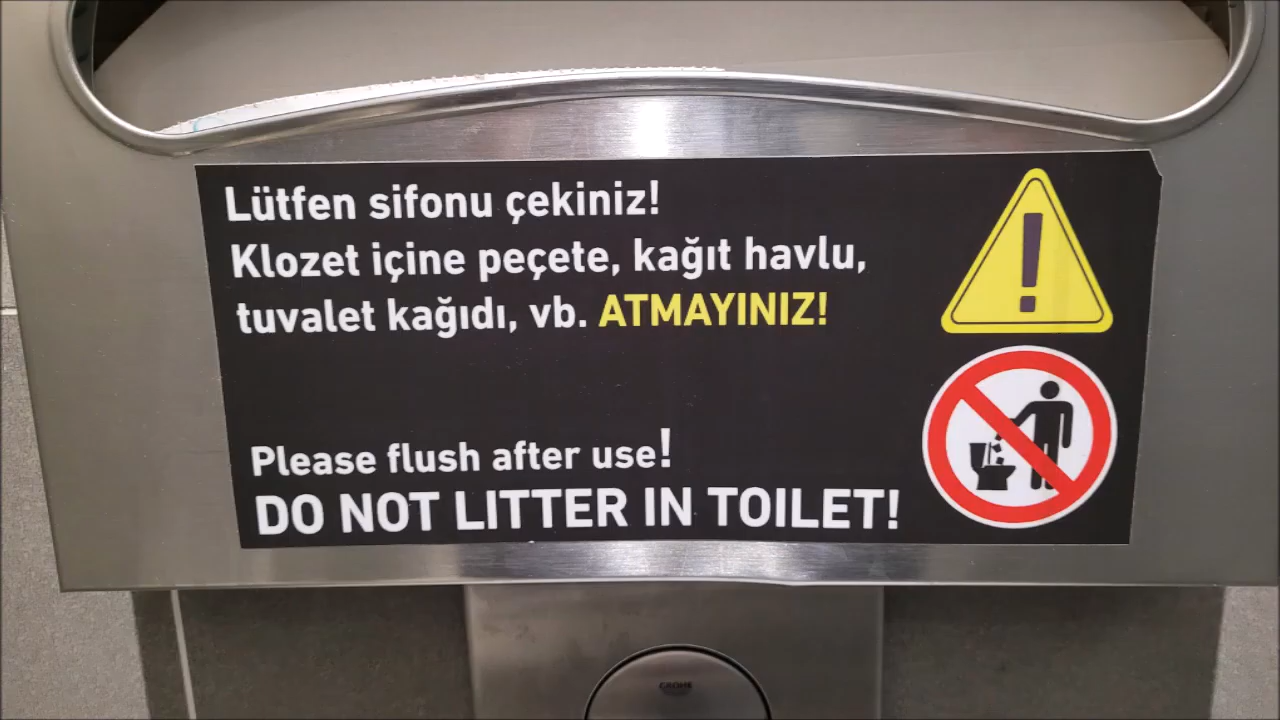 Lütfen sifonu çekiniz!
Klozet içine peçete, kağıt havlu,
tuvalet kağıdı, vb. ATMAYINIZ!
Please flush after use!
DO NOT LITTER IN TOILET!
GROHE